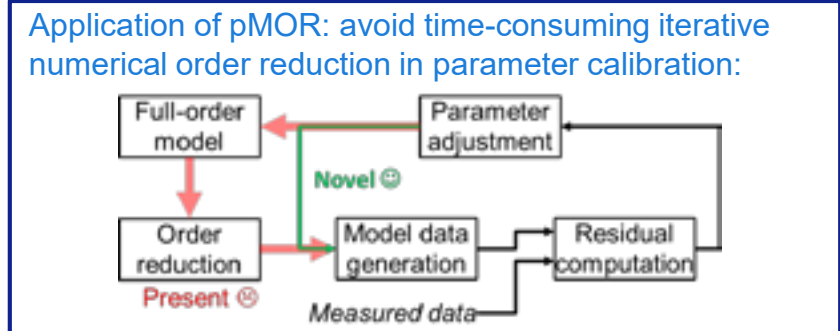 Application of pMOR: avoid time-consuming iterative
numerical order reduction in parameter calibration:
Full-order
model
Parameter
adjustment
Novel ☺
Order
reduction
Model data
generation
Residual
computation
Present ☹
Measured data